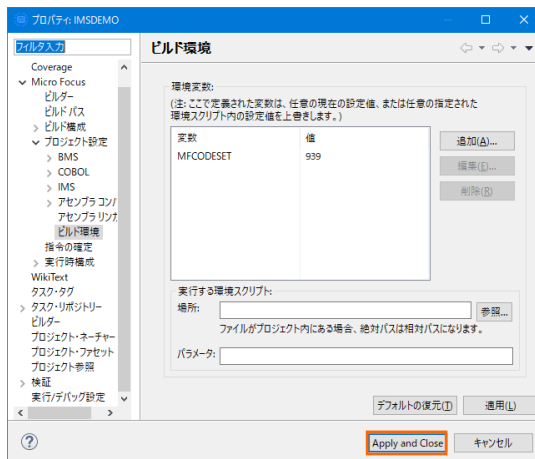 プロパティ: IMSDEMO
フィルタ入力
Coverage
Micro Focus
ビルダー
ビルド パス
ビルド構成
プロジェクト設定
BMS
COBOL
IMS
アセンブラ コンパ
アセンブラ リンカ
ビルド環境
指令の確定
実行時構成
WikiText
タスク・タグ
タスク・リポジトリー
ビルダー
プロジェクト・ネーチャー
プロジェクト・ファセット
プロジェクト参照
検証
実行/デバッグ設定
ビルド環境
環境変数:
(注: ここで定義された変数は、任意の現在の設定値、または任意の指定された
環境スクリプト内の設定値を上書きします。)
変数 値
MFCODESET 939
追加(A)...
編集(E)...
削除(R)
実行する環境スクリプト:
場所:
参照...
ファイルがプロジェクト内にある場合、絶対パスは相対パスになります。
パラメータ:
デフォルトの復元(T) 適用(L)
Apply and Close キャンセル